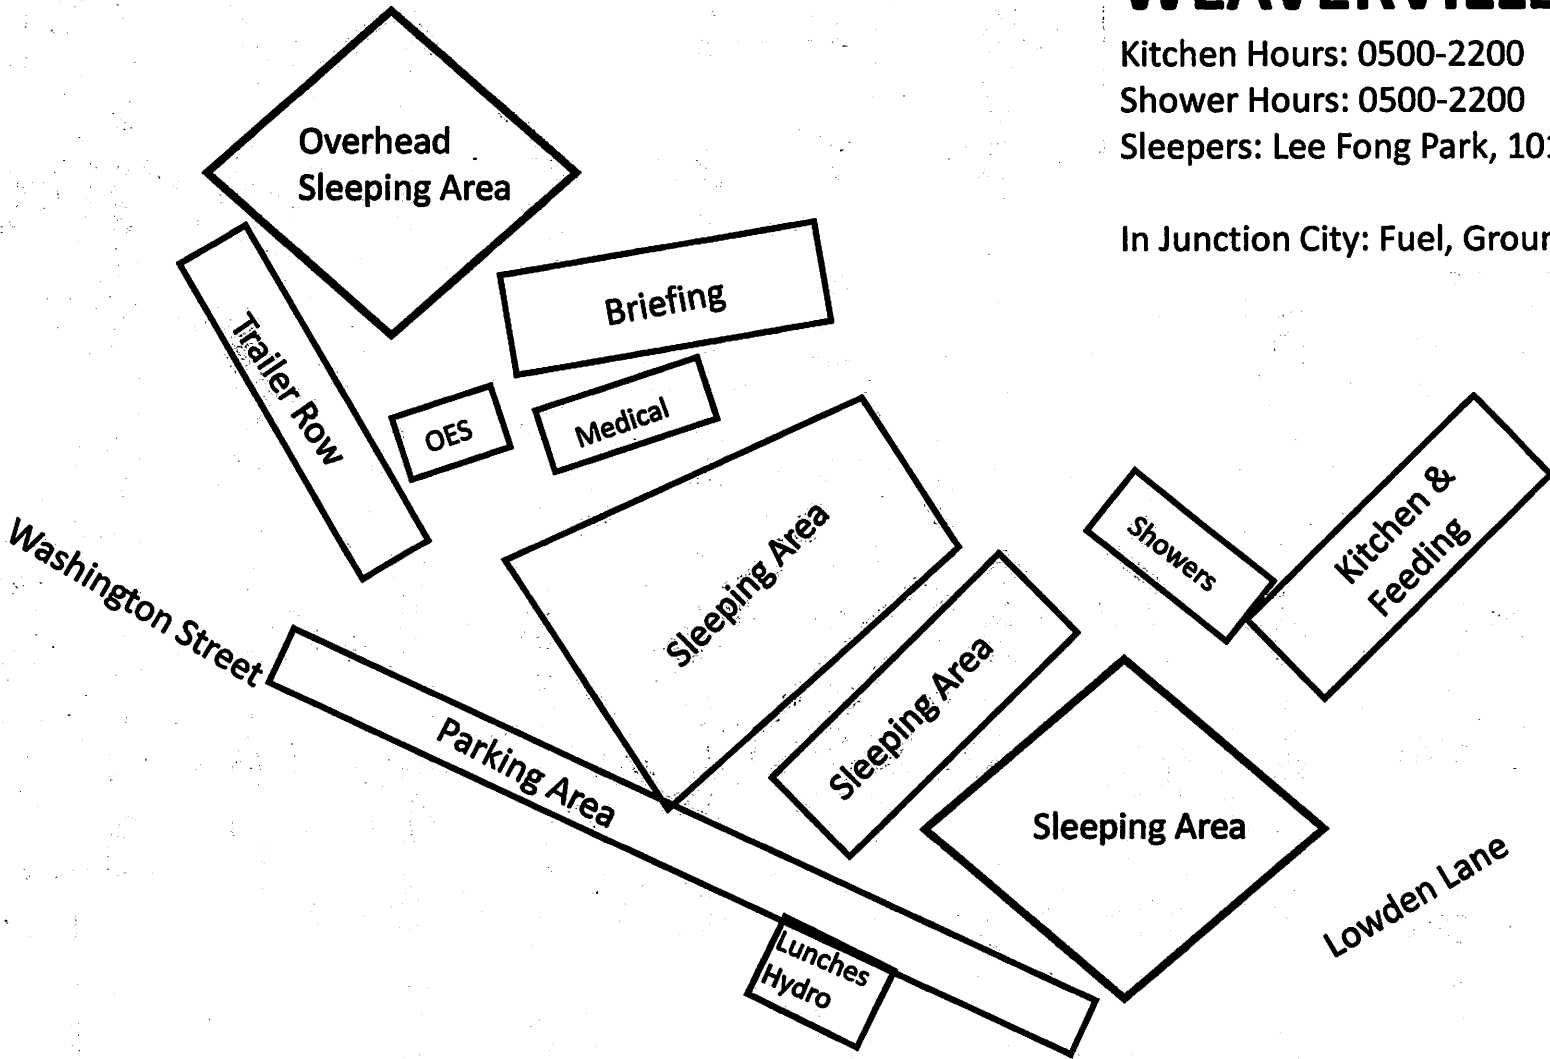 WEAVERVILLE
Kitchen Hours: 0500-2200
Shower Hours: 0500-2200
Sleepers: Lee Fong Park,
In Junction City: Fuel,
Overhead
Sleeping Area
Briefing
Trailer Row
OES
Medical
Sleeping Area
Showers
Kitchen &
Feeding
Washington Street
Sleeping Area
Parking Area
Sleeping Area
Lowden Lane
Lunches
Hydro